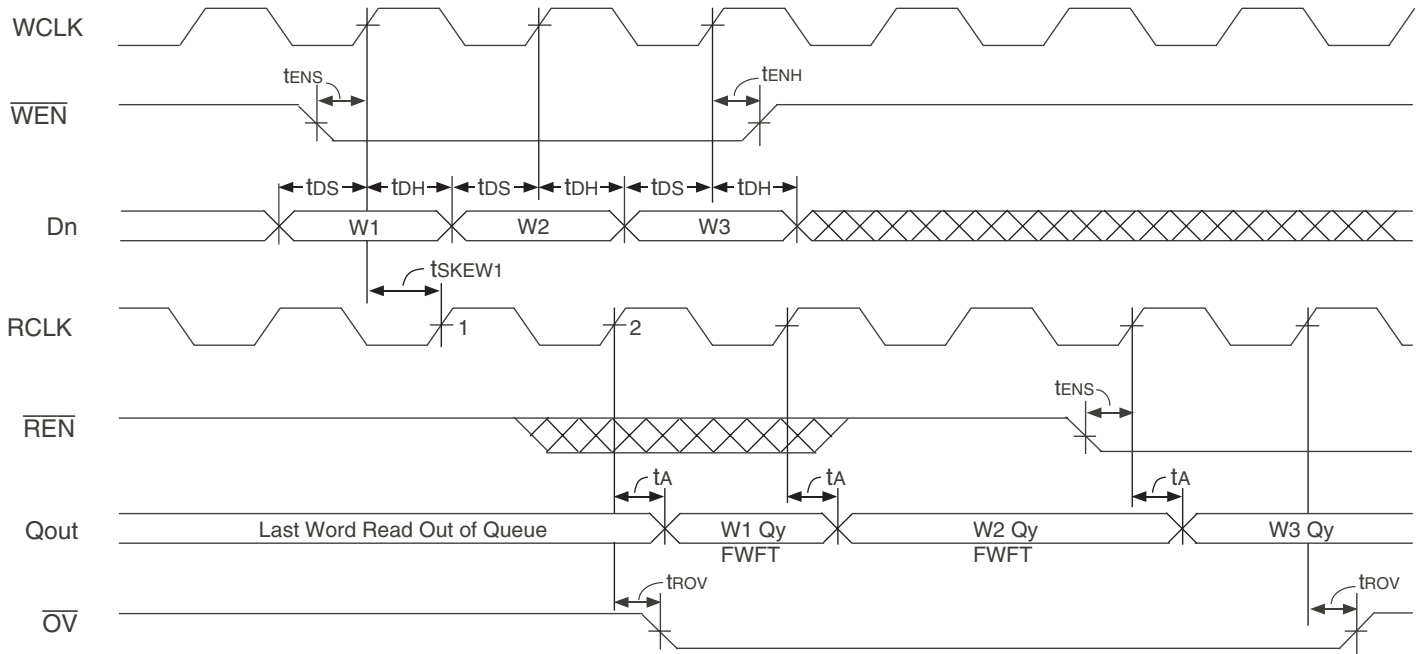 WCLK
tENS
tENH
WEN
tDS tDH tDS tDH tDS tDH
Dn W1 W2 W3
tSKEW1
RCLK 1 2
tENS
REN
tA tA tA
Qout Last Word Read Out of Queue W1 Qy W2 Qy W3 Qy
FWFT FWFT
tROV tROV
OV